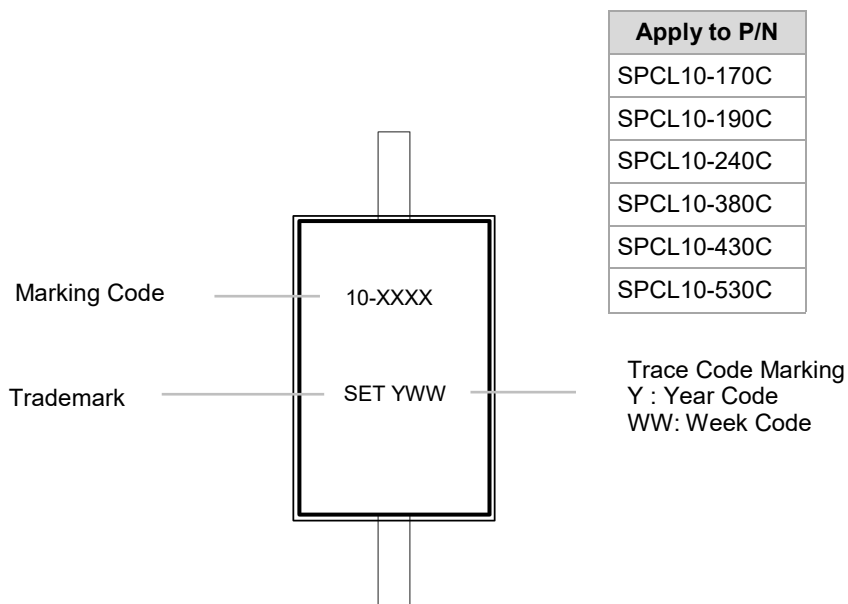 Apply to P/N
SPCL10-170C
SPCL10-190C
SPCL10-240C
SPCL10-380C
SPCL10-430C
SPCL10-530C
Marking Code
10-XXXX
Trademark
SET YWW
Trace Code Marking
Y : Year Code
WW: Week Code